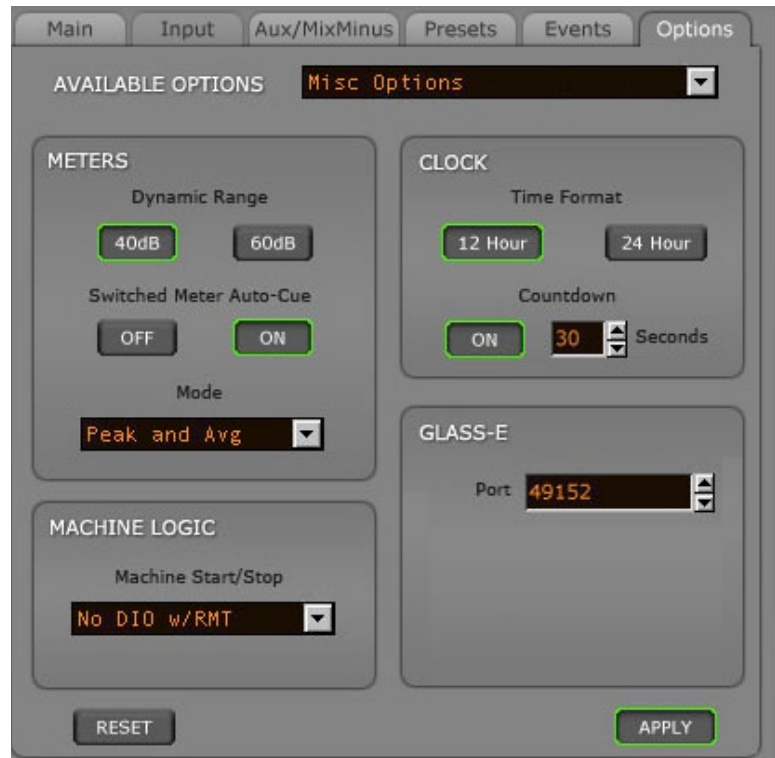 Main Input Aux/MixMinus Presets Events Options
AVAILABLE OPTIONS Misc Options
METERS
Dynamic Range
40dB 60dB
Switched Meter Auto-Cue
OFF ON
Mode
Peak and Avg
CLOCK
Time Format
12 Hour 24 Hour
Countdown
ON 30 Seconds
MACHINE LOGIC
Machine Start/Stop
No DIO w/RMT
GLASS-E
Port 49152
RESET APPLY